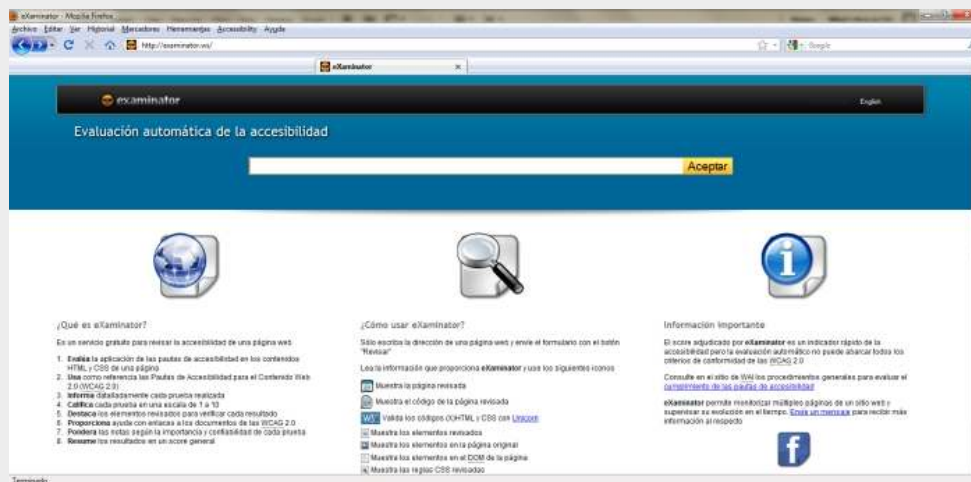 eXaminator - Mozilla Firefox
Archivo Editar Ver Historial Marcadores Herramientas Accessibility Ayuda
http://examinator.ws/
Google
eXaminator
examinator
English
Evaluación automática de la accesibilidad
Aceptar
¿Qué es eXaminator?
Es un servicio gratuito para revisar la accesibilidad de una página web.
1. Evalúa la aplicación de las pautas de accesibilidad en los contenidos
HTML y CSS de una página
2. Usa como referencia las Pautas de Accesibilidad para el Contenido Web
2.0 (WCAG 2.0)
3. Informa detalladamente cada prueba realizada
4. Califica cada prueba en una escala de 1 a 10
5. Destaca los elementos revisados para verificar cada resultado
6. Proporciona ayuda con enlaces a los documentos de las WCAG 2.0
7. Pondera las notas según la importancia y confiabilidad de cada prueba
8. Resume los resultados en un score general
¿Cómo usar eXaminator?
Sólo escriba la dirección de una página web y envíe el formulario con el botón
"Revisar"
Lea la información que proporciona eXaminator y use los siguientes iconos
Muestra la página revisada
Muestra el código de la página revisada
Valida los códigos (X)HTML y CSS con Unicorn
Muestra los elementos revisados
Muestra los elementos en la página original
Muestra los elementos en el DOM de la página
Muestra las reglas CSS revisadas
Información importante
El score adjudicado por eXaminator es un indicador rápido de la
accesibilidad pero la evaluación automático no puede abarcar todos los
criterios de conformidad de las WCAG 2.0
Consulte en el sitio de WAI los procedimientos generales para evaluar el
cumplimiento de las pautas de accesibilidad
eXaminator permite monitorizar múltiples páginas de un sitio web y
supervisar su evolución en el tiempo. Envíe un mensaje para recibir más
información al respecto
Terminado